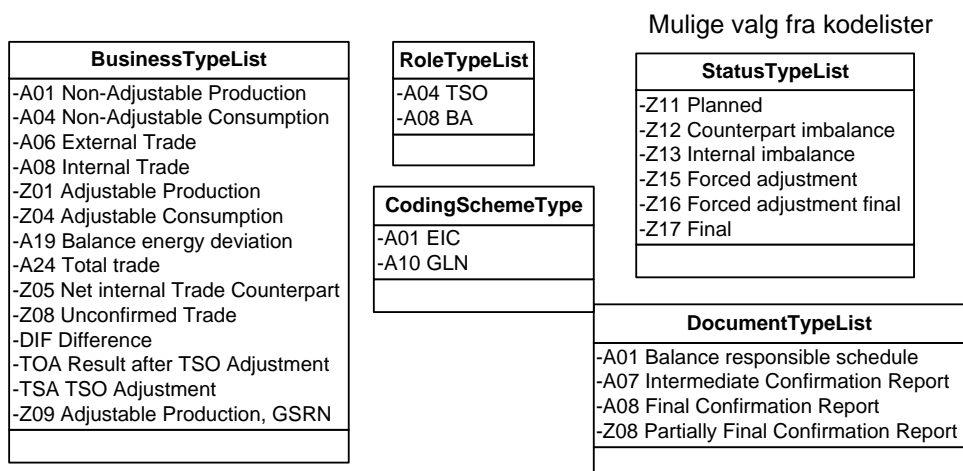 Mulige valg fra kodelister
BusinessTypeList
-A01 Non-Adjustable Production
-A04 Non-Adjustable Consumption
-A06 External Trade
-A08 Internal Trade
-Z01 Adjustable Production
-Z04 Adjustable Consumption
-A19 Balance energy deviation
-A24 Total trade
-Z05 Net internal Trade Counterpart
-Z08 Unconfirmed Trade
-DIF Difference
-TOA Result after TSO Adjustment
-TSA TSO Adjustment
-Z09 Adjustable Production, GSRN
RoleTypeList
-A04 TSO
-A08 BA
CodingSchemeType
-A01 EIC
-A10 GLN
StatusTypeList
-Z11 Planned
-Z12 Counterpart imbalance
-Z13 Internal imbalance
-Z15 Forced adjustment
-Z16 Forced adjustment final
-Z17 Final
DocumentTypeList
-A01 Balance responsible schedule
-A07 Intermediate Confirmation Report
-A08 Final Confirmation Report
-Z08 Partially Final Confirmation Report